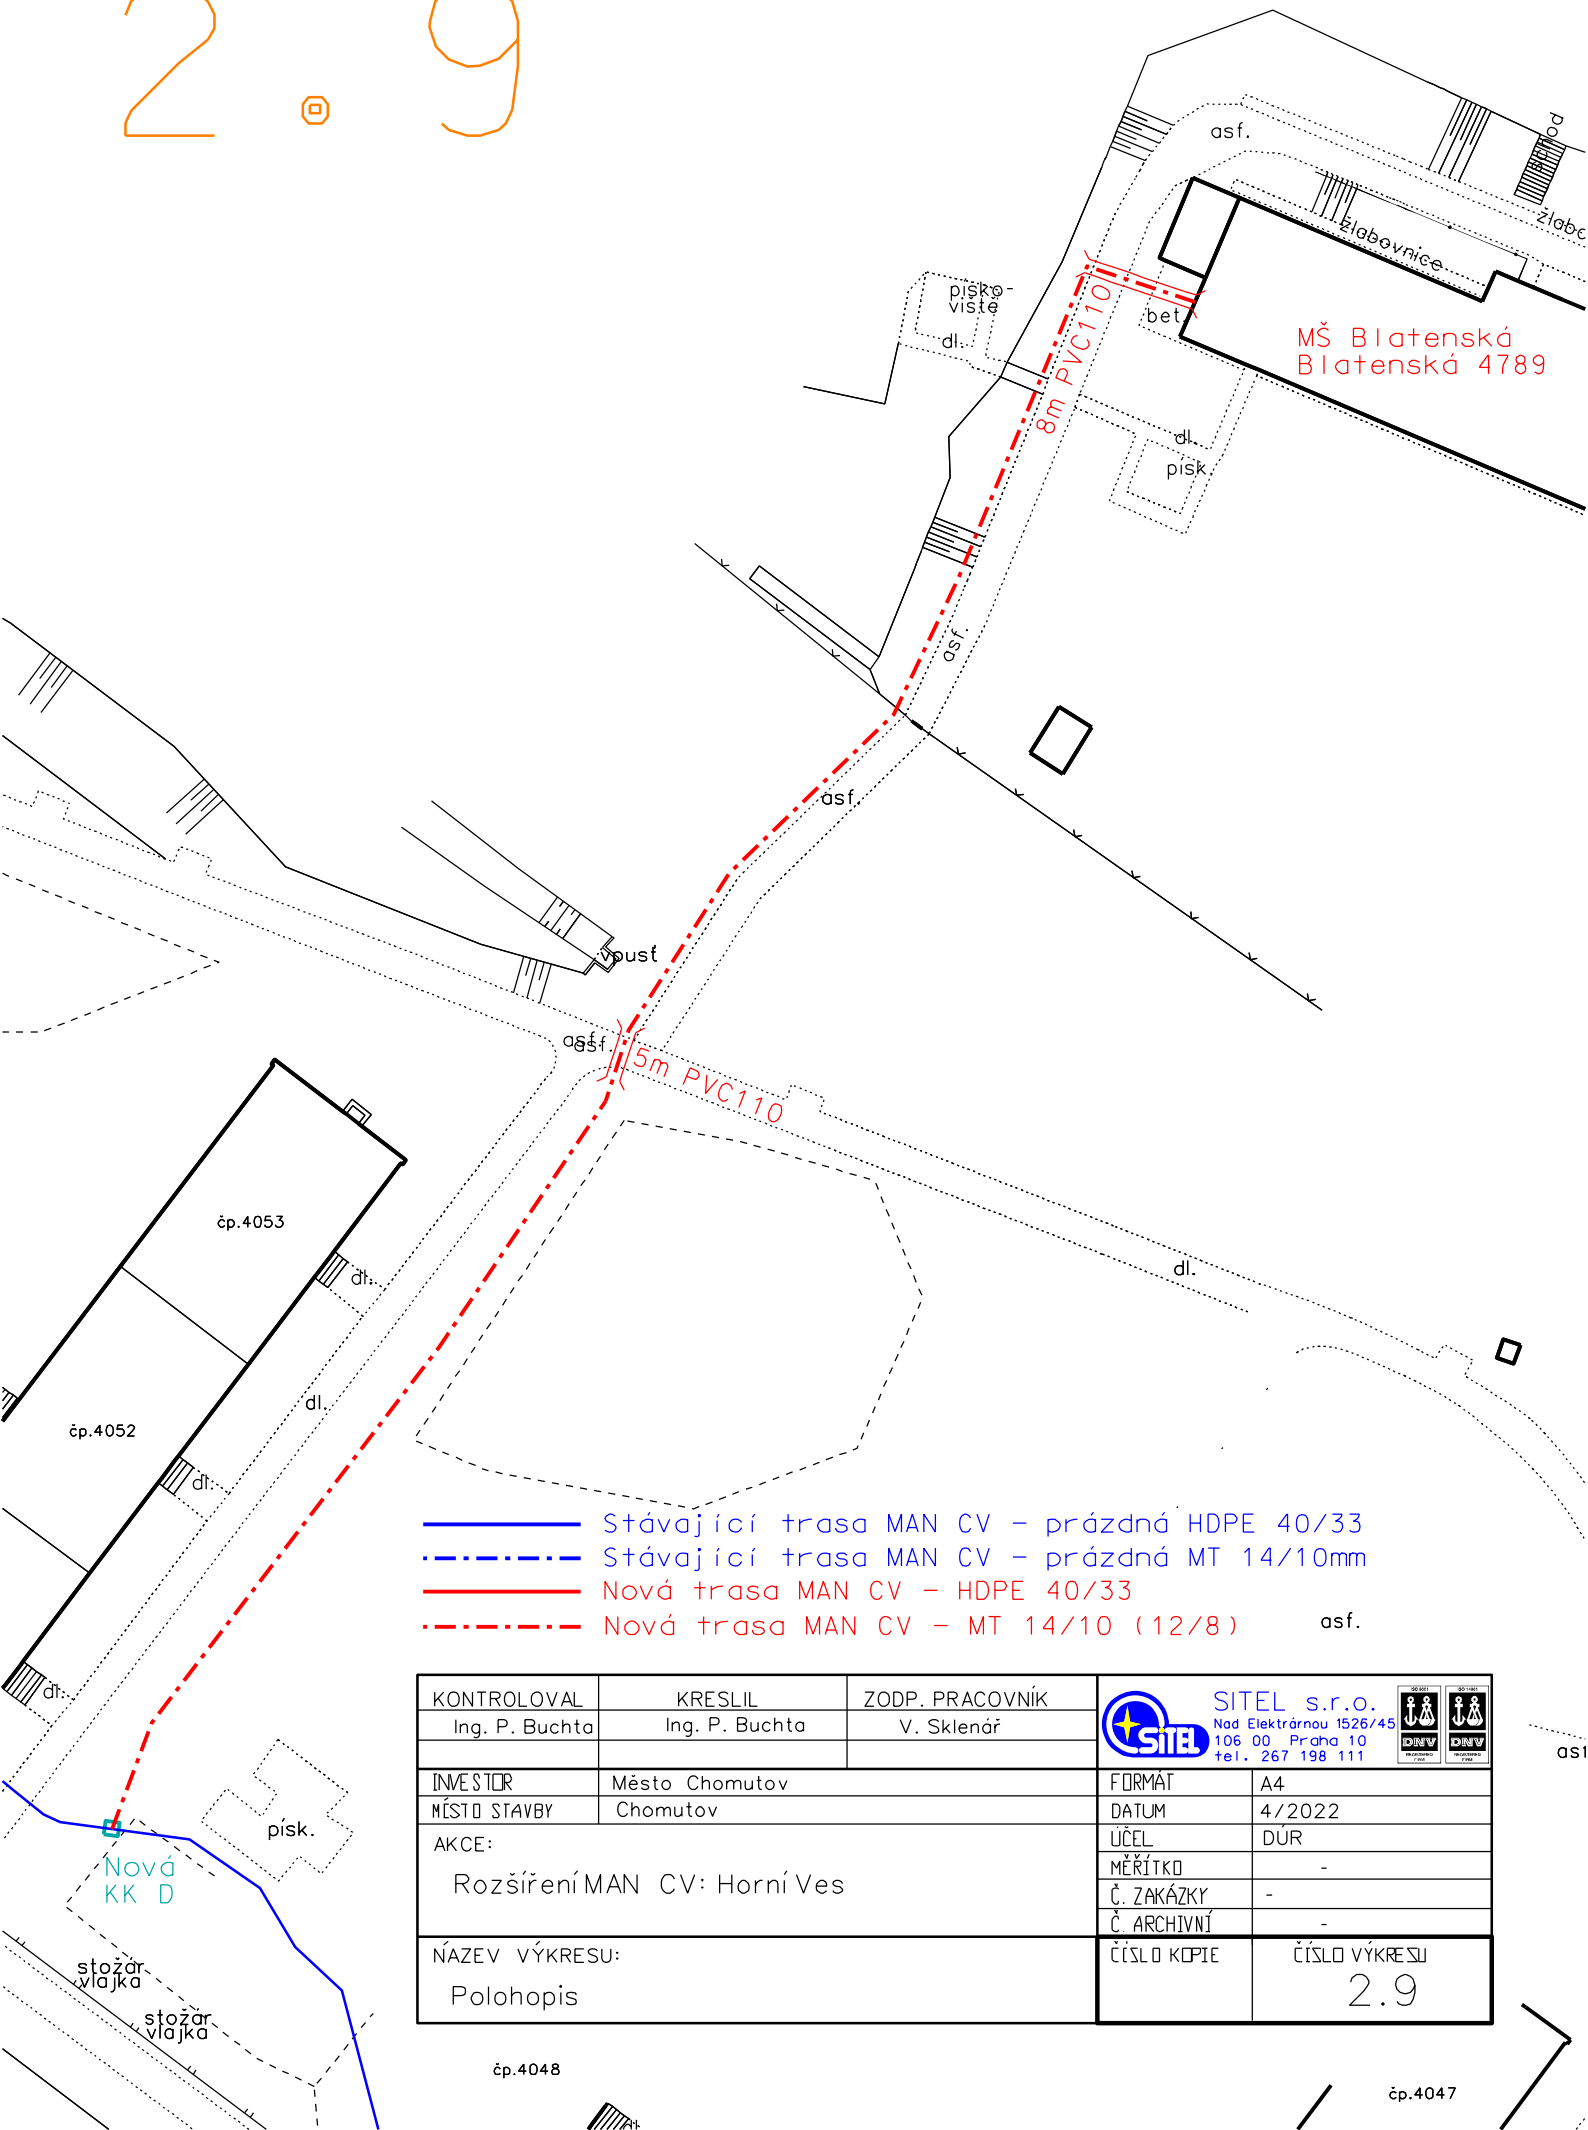 2.9
asf.
schod
žlabovnice
písko-
viště
dl.
bet.
8m PVC110
MŠ Blatenská
Blatenská 4789
dl.
písk.
asf.
asf.
vpusť
asf.
asf.
5m PVC110
čp.4053
dl.
dl.
dl.
čp.4052
dl.
dl.
Stávající trasa MAN CV - prázdná HDPE 40/33
Stávající trasa MAN CV - prázdná MT 14/10mm
Nová trasa MAN CV - HDPE 40/33
Nová trasa MAN CV - MT 14/10 (12/8)
asf.
KONTROLOVAL KRESLIL ZODP. PRACOVNÍK
Ing. P. Buchta Ing. P. Buchta V. Sklenář
SITEL
SITEL s.r.o.
Nad Elektrárnou 1526/45
106 00 Praha 10
tel. 267 198 111
DNV DNV
INVESTOR Město Chomutov
MÍSTO STAVBY Chomutov
AKCE:
Rozšíření MAN CV: Horní Ves
NÁZEV VÝKRESU:
Polohopis
FORMÁT A4
DATUM 4/2022
ÚČEL DÚR
MĚŘÍTKO -
Č. ZAKÁZKY -
Č. ARCHIVNÍ -
ČÍSLO KOPIE ČÍSLO VÝKRESU
2.9
písk.
Nová
KK D
stožár
vlajka
stožár
vlajka
čp.4048
čp.4047